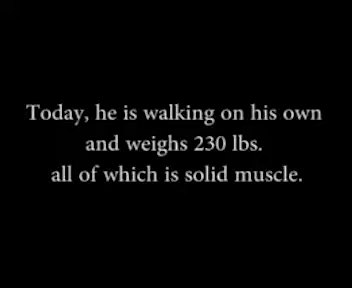 Today, he is walking on his own
and weighs 230 lbs.
all of which is solid muscle.